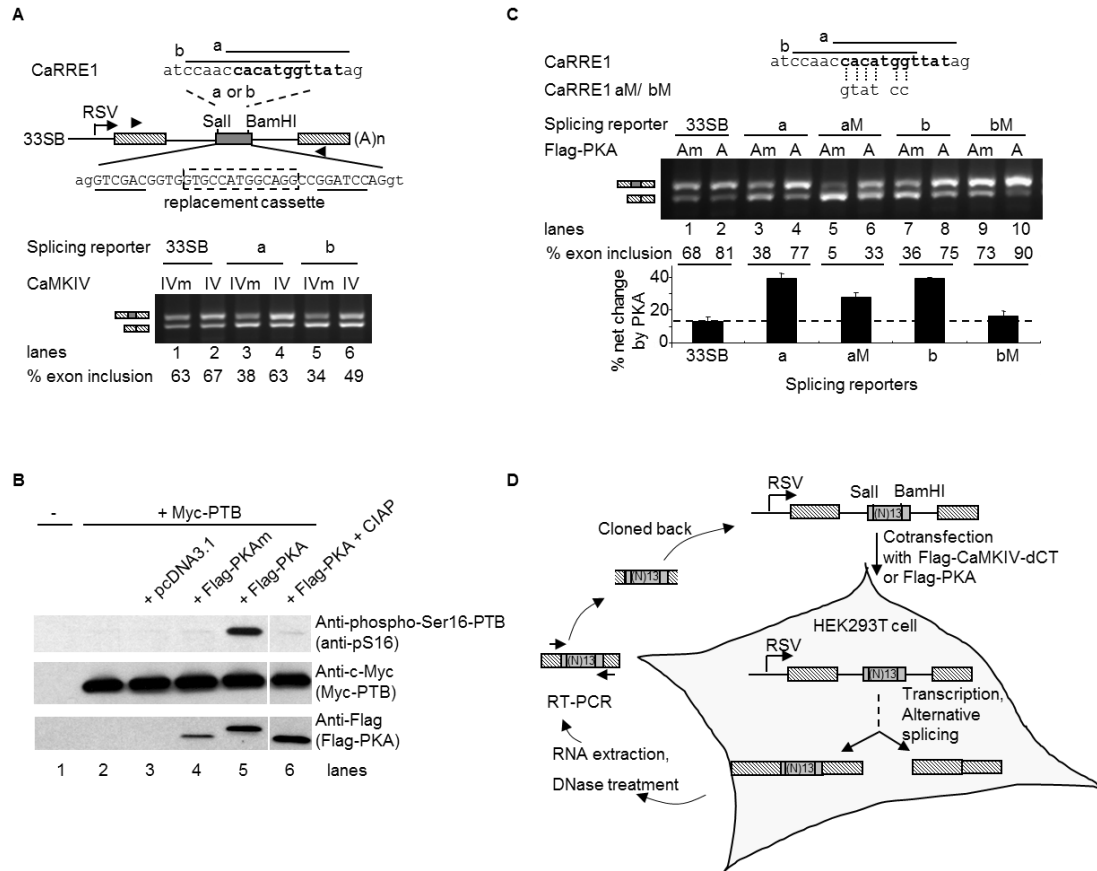 A
b
a
CaRRE1
atccaaccacatggttatag
a or b
RSV
SalI
BamHI
33SB
(A)n
agGTCGACGGTGGTGCCATGGCAGGCCGGATCCAGgt
replacement cassette
Splicing reporter 33SB a b
CaMKIV IVm IV IVm IV IVm IV
lanes 1 2 3 4 5 6
% exon inclusion 63 67 38 63 34 49
B
- + Myc-PTB
+ pcDNA3.1
+ Flag-PKAm
+ Flag-PKA
+ Flag-PKA + CIAP
Anti-phospho-Ser16-PTB
(anti-pS16)
Anti-c-Myc
(Myc-PTB)
Anti-Flag
(Flag-PKA)
1 2 3 4 5 6 lanes
C
a
b
CaRRE1 atccaaccacatggttatag
CaRRE1 aM/ bM gtat cc
Splicing reporter 33SB a aM b bM
Flag-PKA Am A Am A Am A Am A Am A
lanes 1 2 3 4 5 6 7 8 9 10
% exon inclusion 68 81 38 77 5 33 36 75 73 90
% net change
by PKA
40
20
0
33SB a aM b bM
Splicing reporters
D
RSV
SalI
BamHI
(N)13
Cloned back
Cotransfection
with Flag-CaMKIV-dCT
or Flag-PKA
(N)13
HEK293T cell
RSV
(N)13
(N)13
RT-PCR
Transcription,
Alternative
splicing
RNA extraction,
DNase treatment
(N)13